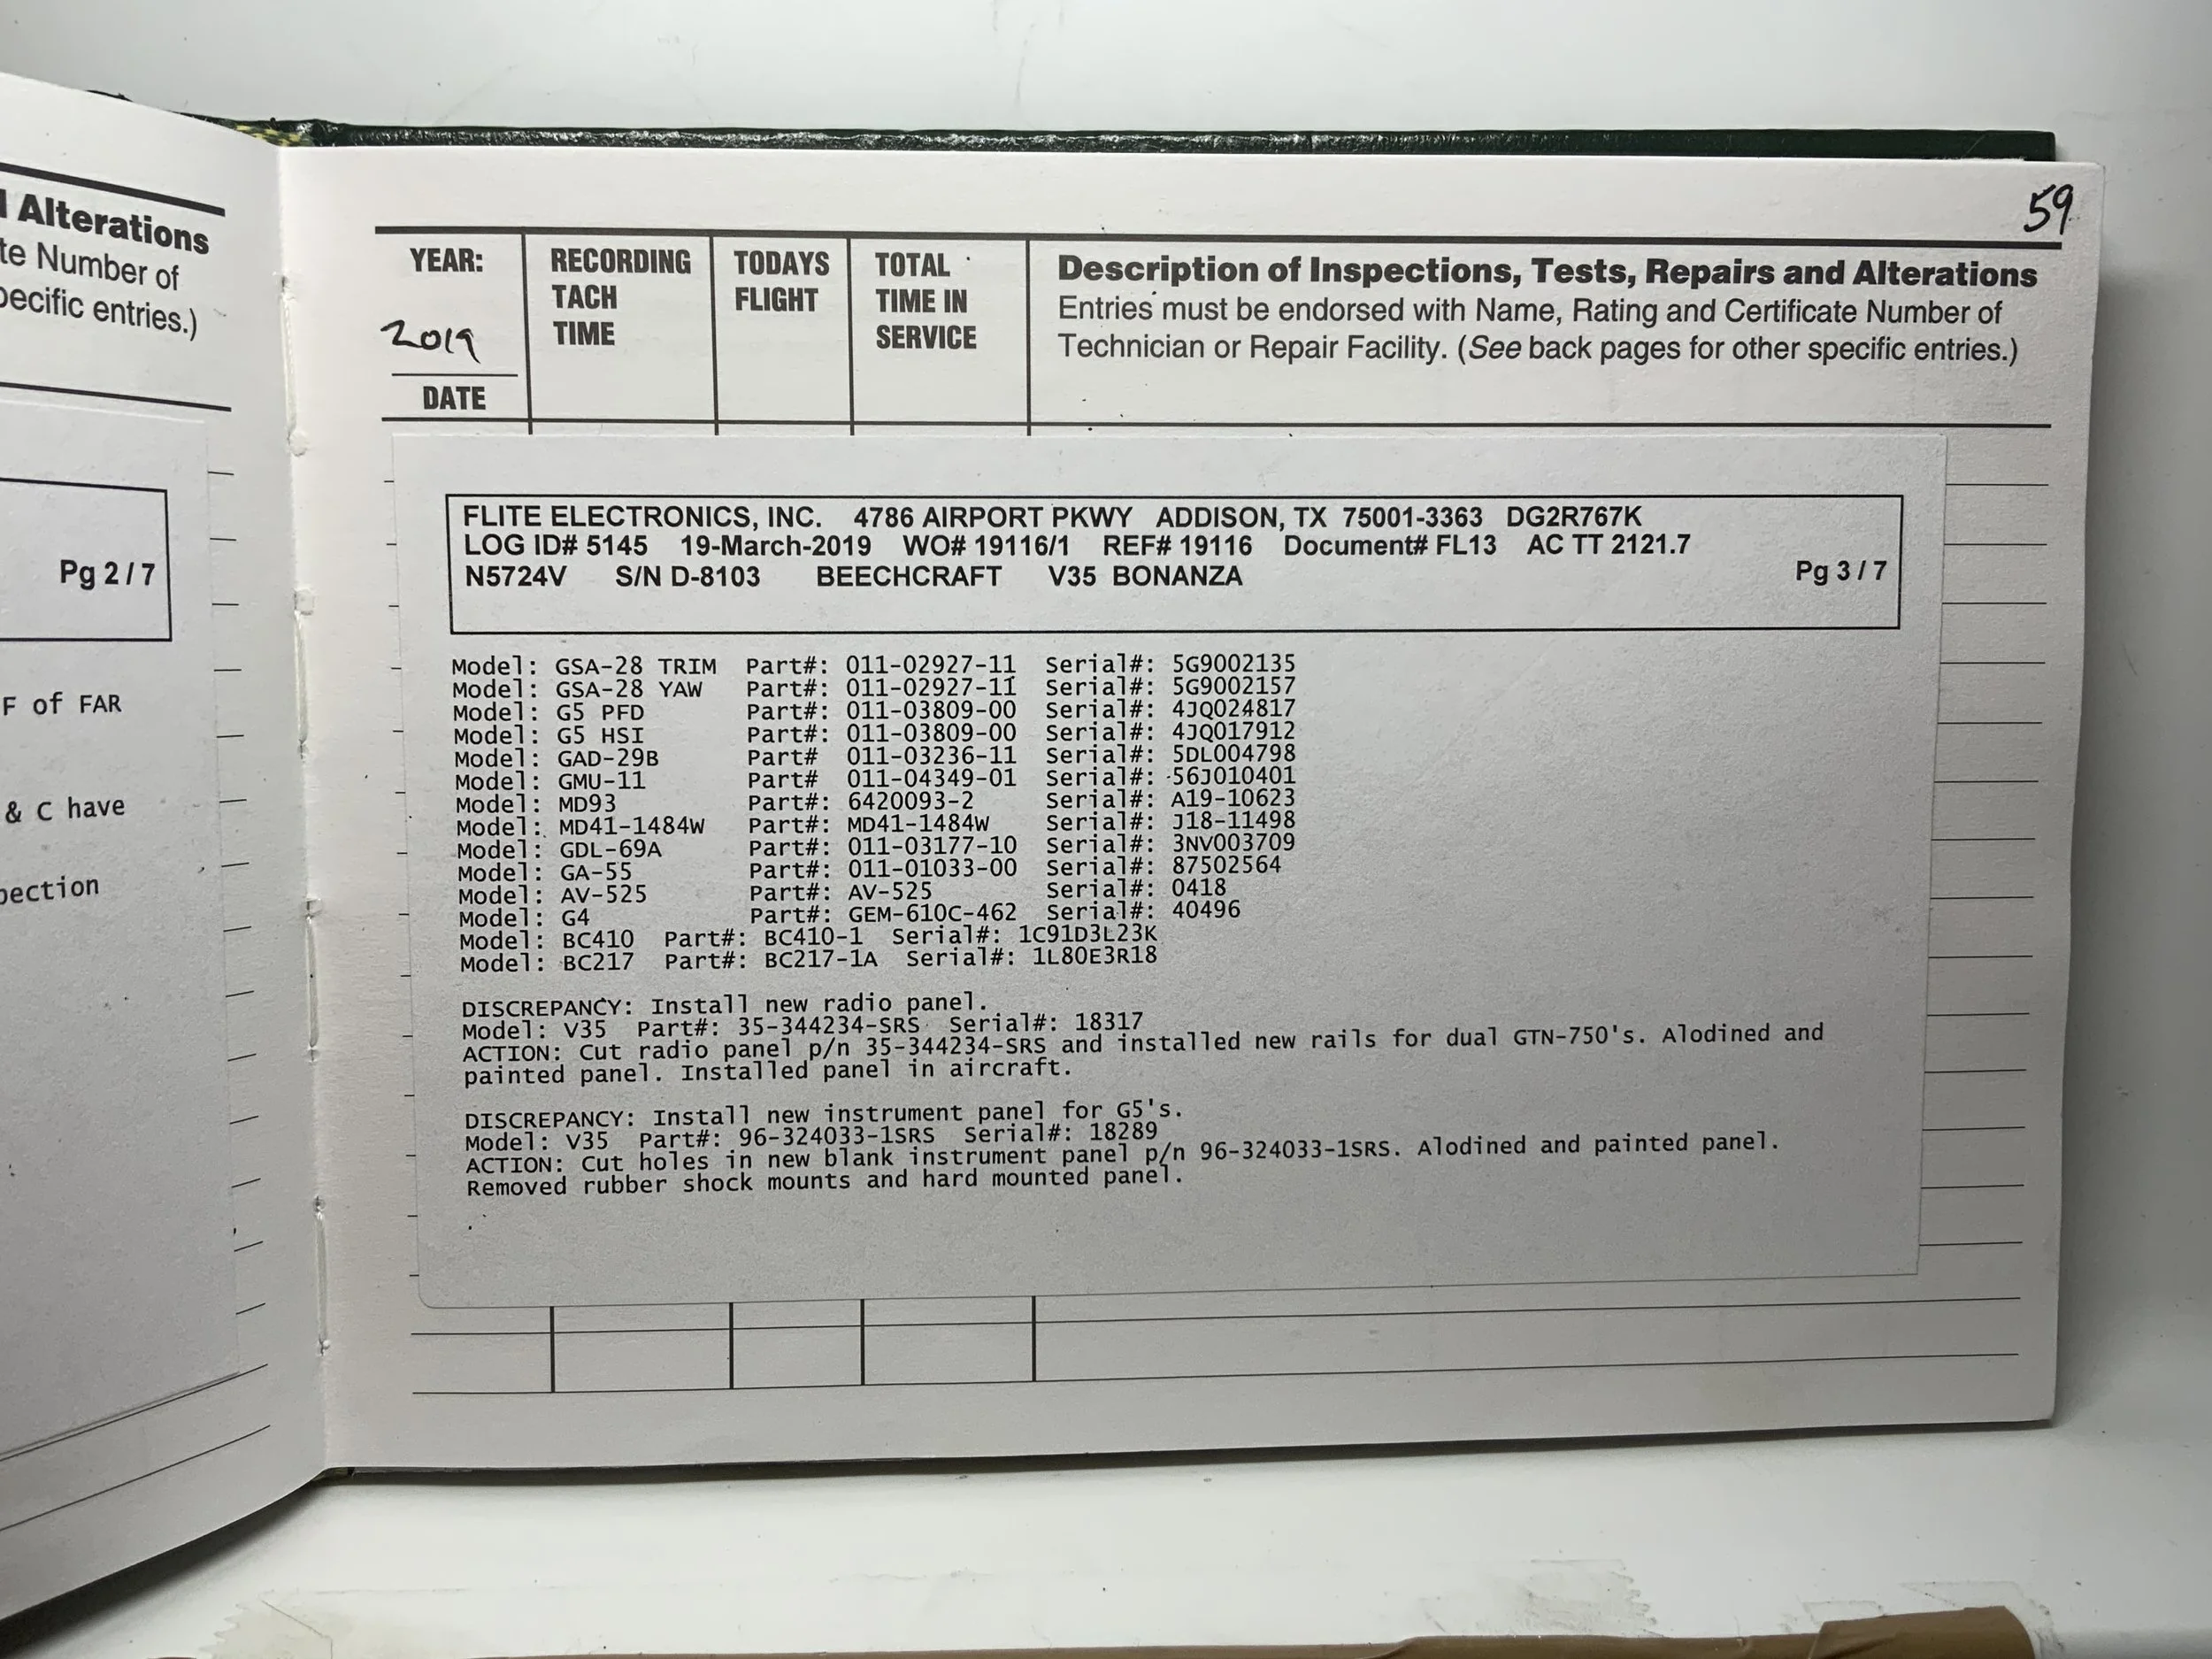 l Alterations
te Number of
pecific entries.)
Pg 2 / 7
F of FAR
& C have
pection
59
YEAR:
2019
DATE
RECORDING
TACH
TIME
TODAYS
FLIGHT
TOTAL
TIME IN
SERVICE
Description of Inspections, Tests, Repairs and Alterations
Entries must be endorsed with Name, Rating and Certificate Number of
Technician or Repair Facility. (See back pages for other specific entries.)
FLITE ELECTRONICS, INC. 4786 AIRPORT PKWY ADDISON, TX 75001-3363 DG2R767K
LOG ID# 5145 19-March-2019 WO# 19116/1 REF# 19116 Document# FL13 AC TT 2121.7
N5724V S/N D-8103 BEECHCRAFT V35 BONANZA
Pg 3 / 7
Model: GSA-28 TRIM Part#: 011-02927-11 Serial#: 5G9002135
Model: GSA-28 YAW Part#: 011-02927-11 Serial#: 5G9002157
Model: G5 PFD Part#: 011-03809-00 Serial#: 4JQ024817
Model: G5 HSI Part#: 011-03809-00 Serial#: 4JQ017912
Model: GAD-29B Part# 011-03236-11 Serial#: 5DL004798
Model: GMU-11 Part# 011-04349-01 Serial#: 56J010401
Model: MD93 Part#: 6420093-2 Serial#: A19-10623
Model: MD41-1484W Part#: MD41-1484W Serial#: J18-11498
Model: GDL-69A Part#: 011-03177-10 Serial#: 3NV003709
Model: GA-55 Part#: 011-01033-00 Serial#: 87502564
Model: AV-525 Part#: AV-525 Serial#: 0418
Model: G4 Part#: GEM-610C-462 Serial#: 40496
Model: BC410 Part#: BC410-1 Serial#: 1C91D3L23K
Model: BC217 Part#: BC217-1A Serial#: 1L80E3R18
DISCREPANCY: Install new radio panel.
Model: V35 Part#: 35-344234-SRS Serial#: 18317
ACTION: Cut radio panel p/n 35-344234-SRS and installed new rails for dual GTN-750's. Alodined and
painted panel. Installed panel in aircraft.
DISCREPANCY: Install new instrument panel for G5's.
Model: V35 Part#: 96-324033-1SRS Serial#: 18289
ACTION: Cut holes in new blank instrument panel p/n 96-324033-1SRS. Alodined and painted panel.
Removed rubber shock mounts and hard mounted panel.